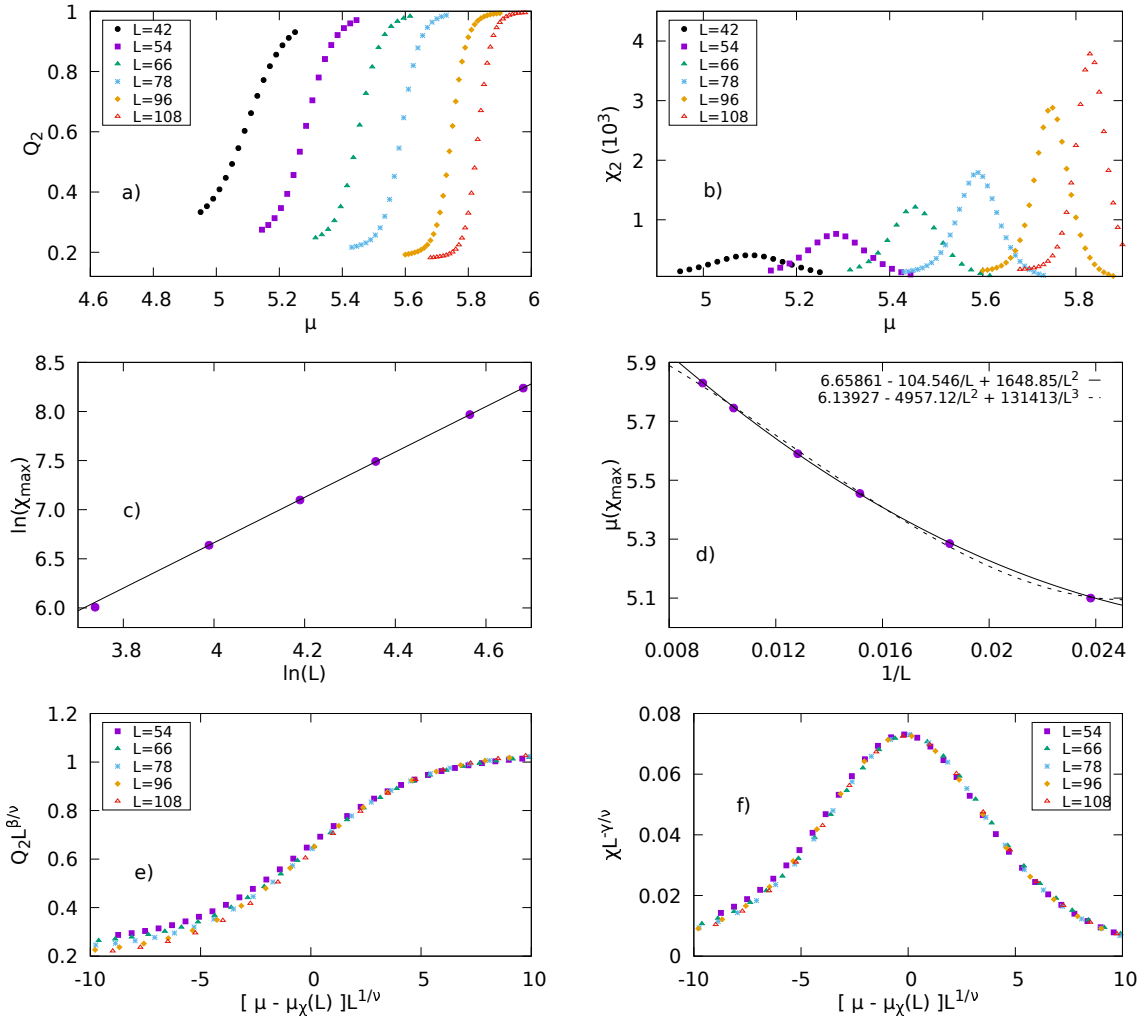 1
0.8
0.6
0.4
0.2
Q2
L=42
L=54
L=66
L=78
L=96
L=108
a)
4.6 4.8 5 5.2 5.4 5.6 5.8 6
μ
4
3
2
1
χ2 (10^3)
L=42
L=54
L=66
L=78
L=96
L=108
b)
5 5.2 5.4 5.6 5.8
μ
8.5
8.0
7.5
7.0
6.5
6.0
ln(χmax)
c)
3.8 4 4.2 4.4 4.6
ln(L)
5.9
5.7
5.5
5.3
5.1
μ(χmax)
6.65861 - 104.546/L + 1648.85/L^2
6.13927 - 4957.12/L^2 + 131413/L^3
d)
0.008 0.012 0.016 0.02 0.024
1/L
1.2
1
0.8
0.6
0.4
0.2
Q2L^β/ν
L=54
L=66
L=78
L=96
L=108
e)
-10 -5 0 5 10
[ μ - μχ(L) ]L^1/ν
0.08
0.06
0.04
0.02
0
χL^-γ/ν
L=54
L=66
L=78
L=96
L=108
f)
-10 -5 0 5 10
[ μ - μχ(L) ]L^1/ν